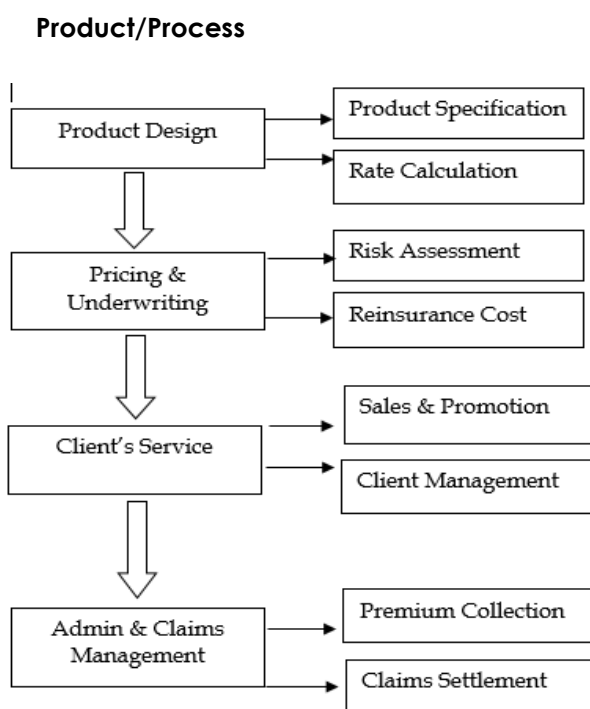 Product/Process
Product Design
Product Specification
Rate Calculation
Pricing &
Underwriting
Risk Assessment
Reinsurance Cost
Client's Service
Sales & Promotion
Client Management
Admin & Claims
Management
Premium Collection
Claims Settlement